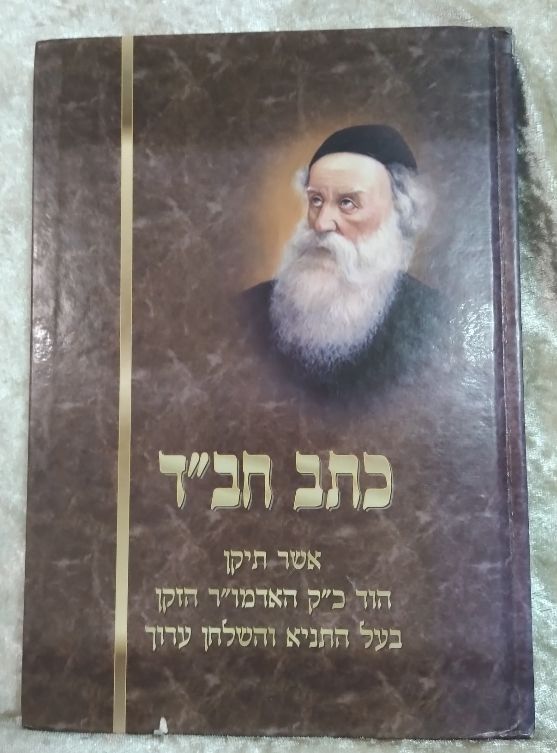 כתב חב"ד
אשר תיקן
הוד כ"ק האדמו"ר הזקן
בעל התניא והשלחן ערוך